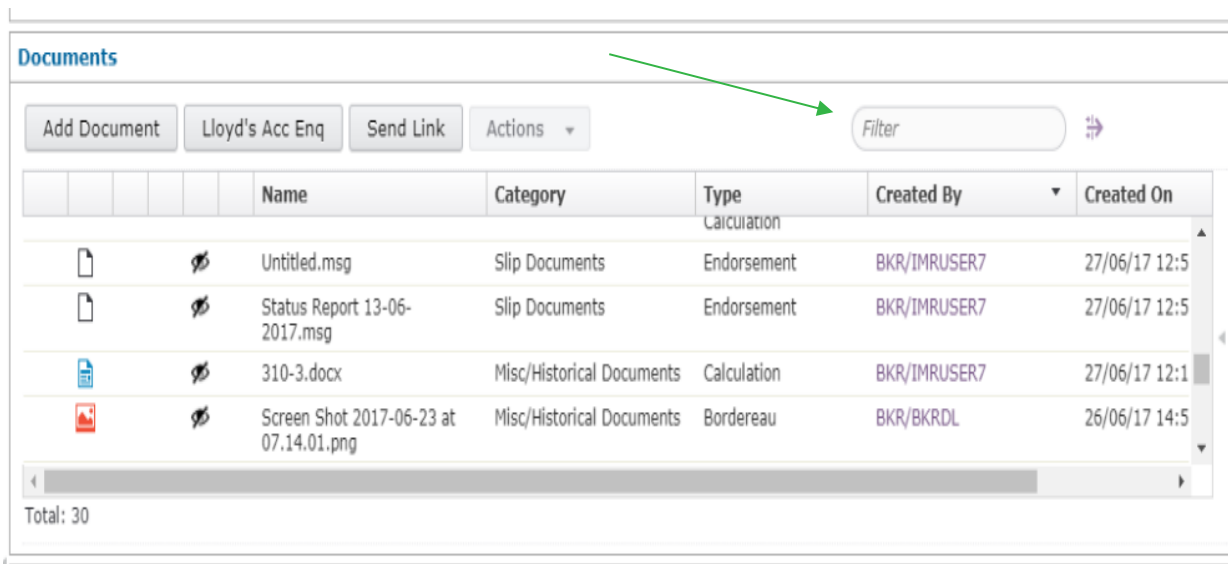 Documents
Add Document Lloyd's Acc Enq Send Link Actions Filter
Name Category Type Created By Created On
Calculation
Untitled.msg Slip Documents Endorsement BKR/IMRUSER7 27/06/17 12:5
Status Report 13-06- Slip Documents Endorsement BKR/IMRUSER7 27/06/17 12:5
2017.msg
310-3.docx Misc/Historical Documents Calculation BKR/IMRUSER7 27/06/17 12:1
Screen Shot 2017-06-23 at Misc/Historical Documents Bordereau BKR/BKRDL 26/06/17 14:5
07.14.01.png
Total: 30